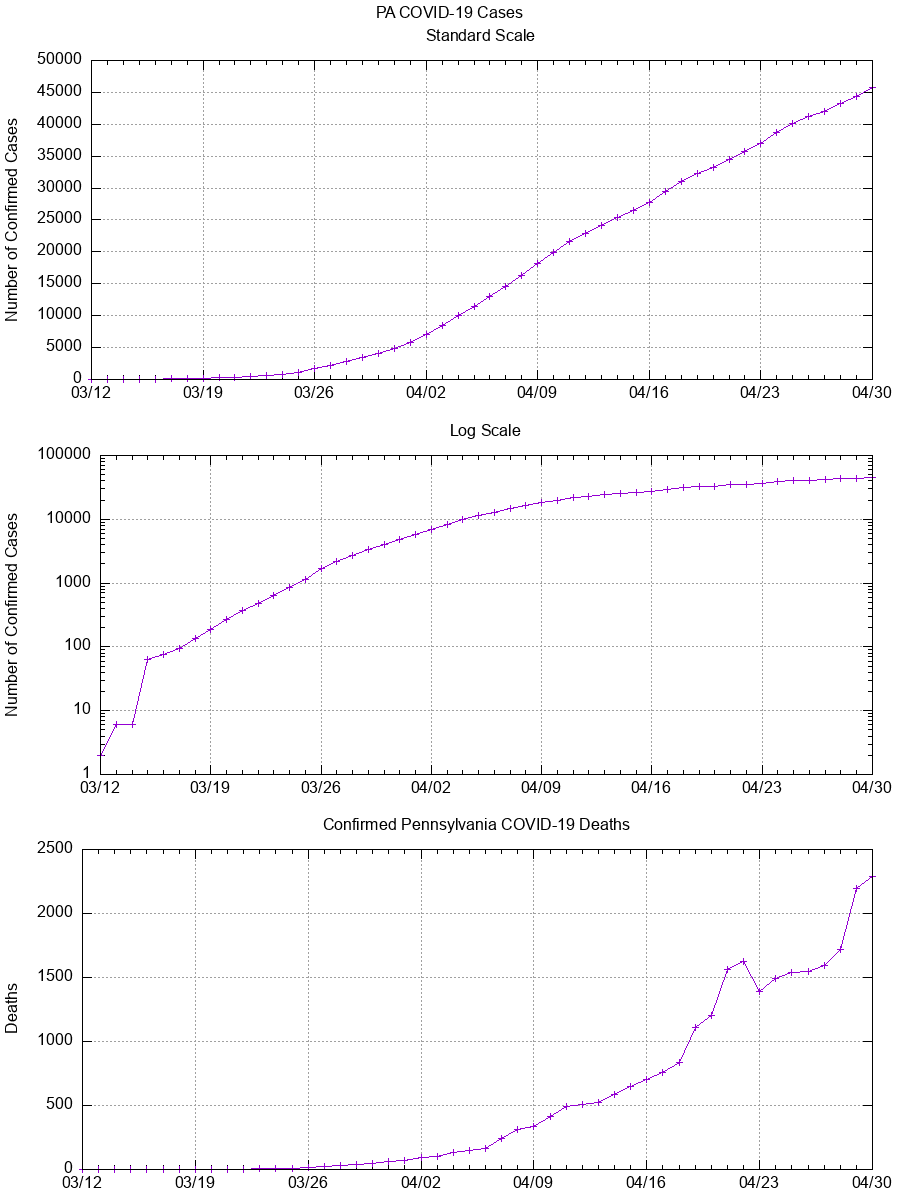 PA COVID-19 Cases
Standard Scale
50000
45000
40000
35000
30000
25000
20000
15000
10000
5000
0
Number of Confirmed Cases
03/12 03/19 03/26 04/02 04/09 04/16 04/23 04/30
Log Scale
100000
10000
1000
100
10
1
Number of Confirmed Cases
03/12 03/19 03/26 04/02 04/09 04/16 04/23 04/30
Confirmed Pennsylvania COVID-19 Deaths
2500
2000
1500
1000
500
0
Deaths
03/12 03/19 03/26 04/02 04/09 04/16 04/23 04/30